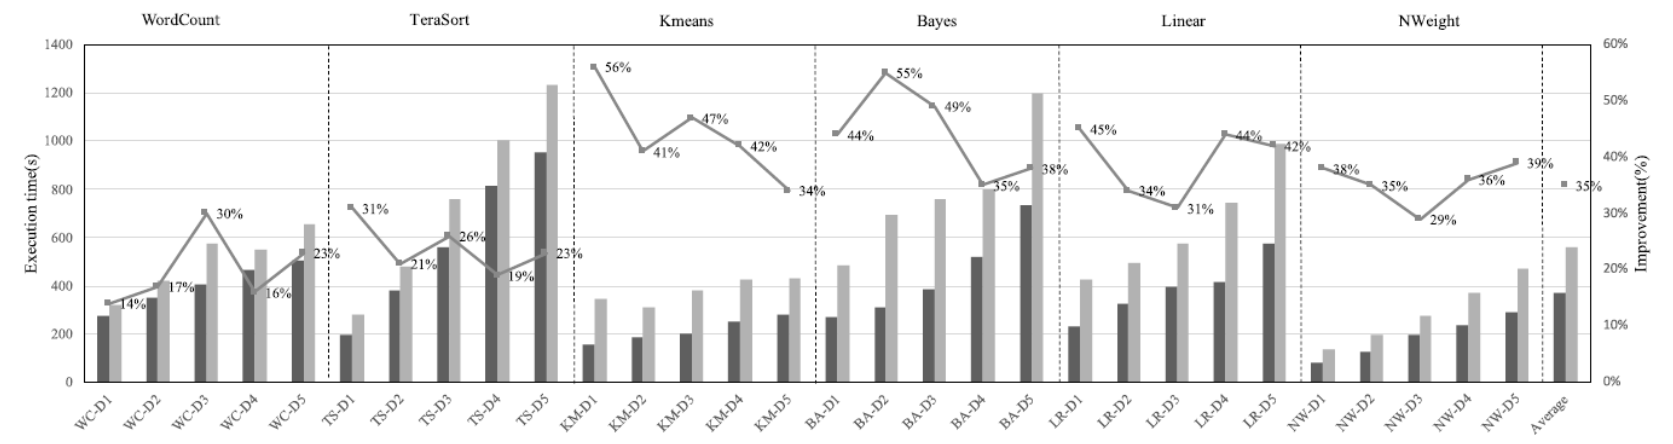 WordCount TeraSort Kmeans Bayes Linear NWeight
Execution time(s)
1400
1200
1000
800
600
400
200
0
14% 17% 30% 16% 23%
31% 21% 26% 19% 23%
56% 41% 47% 42% 34%
44% 55% 49% 35% 38%
45% 34% 31% 44% 42%
38% 35% 29% 36% 39%
35%
60%
50%
40%
30%
20%
10%
0%
Improvement(%)
WC-D1 WC-D2 WC-D3 WC-D4 WC-D5 TS-D1 TS-D2 TS-D3 TS-D4 TS-D5 KM-D1 KM-D2 KM-D3 KM-D4 KM-D5 BA-D1 BA-D2 BA-D3 BA-D4 BA-D5 LR-D1 LR-D2 LR-D3 LR-D4 LR-D5 NW-D1 NW-D2 NW-D3 NW-D4 NW-D5 Average